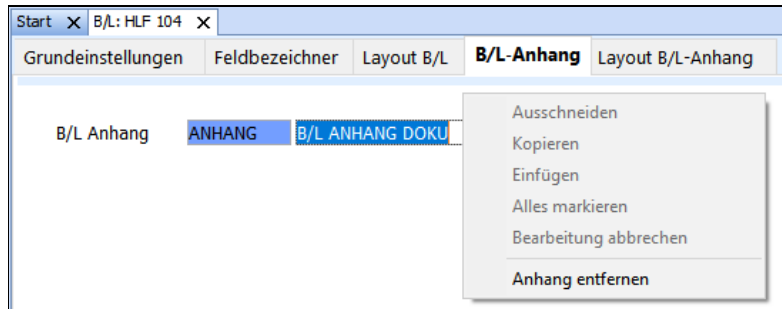 Start B/L: HLF 104
Grundeinstellungen Feldbezeichner Layout B/L B/L-Anhang Layout B/L-Anhang
B/L Anhang ANHANG B/L ANHANG DOKU
Ausschneiden
Kopieren
Einfügen
Alles markieren
Bearbeitung abbrechen
Anhang entfernen